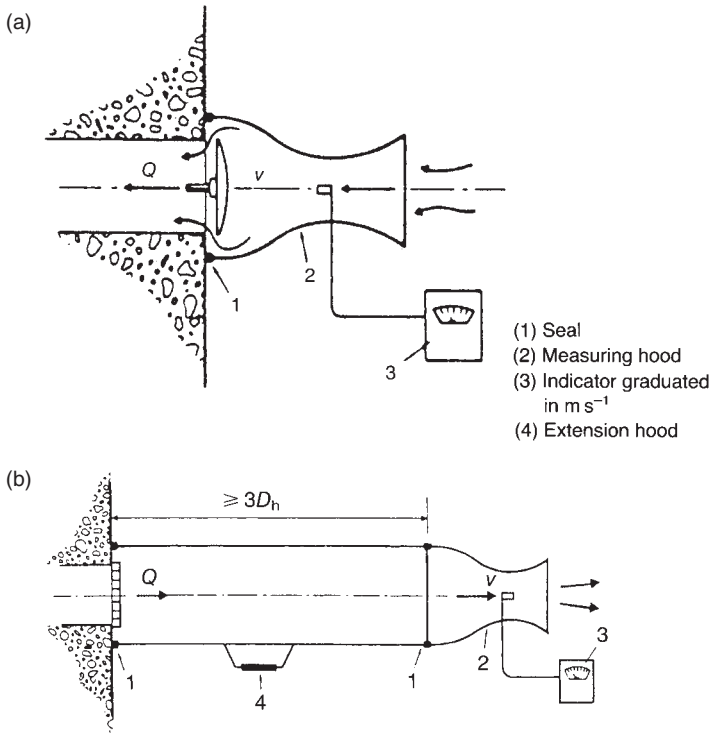 (a)
Q
v
1
2
3
(1) Seal
(2) Measuring hood
(3) Indicator graduated
in m s⁻¹
(4) Extension hood
(b)
⩾ 3Dₕ
Q
v
1
4
1
2
3